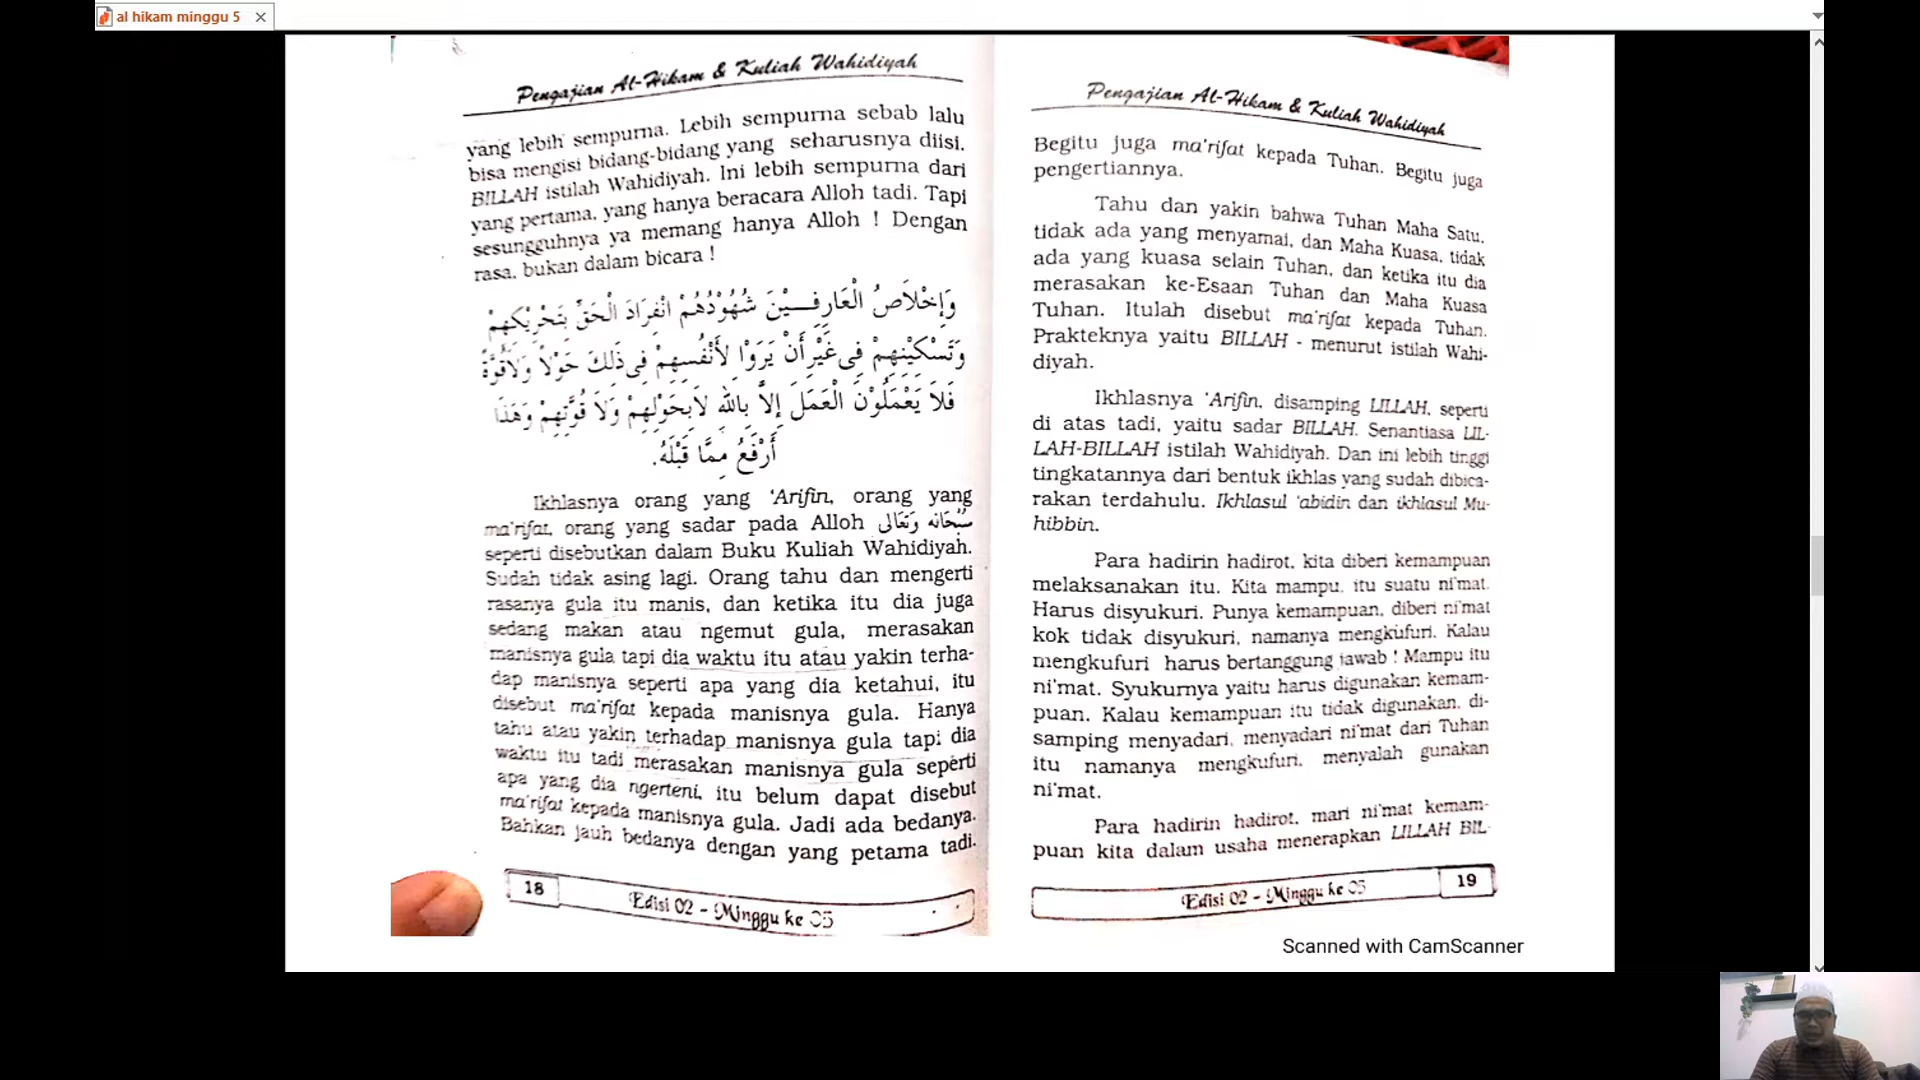 al hikam minggu 5
Pengajian Al-Hikam & Kuliah Wahidiyah
yang lebih sempurna. Lebih sempurna sebab lalu
bisa mengisi bidang-bidang yang seharusnya diisi.
BILLAH istilah Wahidiyah. Ini lebih sempurna dari
yang pertama, yang hanya beracara Alloh tadi. Tapi
sesungguhnya ya memang hanya Alloh ! Dengan
rasa, bukan dalam bicara !
وَإِخْلَاصُ الْعَارِفِيْنَ شُهُوْدُهُمْ انْفِرَادَ الْحَقِّ بِتَحْرِيْكِهِمْ
وَتَسْكِيْنِهِمْ فِى غَيْرِ أَنْ يَرَوْا لِأَنْفُسِهِمْ فِى ذَلِكَ حَوْلاً وَلَاقُوَّةً
فَلَا يَعْمَلُوْنَ الْعَمَلَ إِلاَّ بِاللهِ لَابِحَوْلِهِمْ وَلَا قُوَّتِهِمْ وَهَذَا
أَرْفَعُ مِمَّا قَبْلَهُ.
Ikhlasnya orang yang 'Arifin, orang yang
ma'rifat, orang yang sadar pada Alloh سُبْحَانَه وَتَعَالَى
seperti disebutkan dalam Buku Kuliah Wahidiyah.
Sudah tidak asing lagi. Orang tahu dan mengerti
rasanya gula itu manis, dan ketika itu dia juga
sedang makan atau ngemut gula, merasakan
manisnya gula tapi dia waktu itu atau yakin terha-
dap manisnya seperti apa yang dia ketahui, itu
disebut ma'rifat kepada manisnya gula. Hanya
tahu atau yakin terhadap manisnya gula tapi dia
waktu itu tadi merasakan manisnya gula seperti
apa yang dia ngerteni, itu belum dapat disebut
ma'rifat kepada manisnya gula. Jadi ada bedanya.
Bahkan jauh bedanya dengan yang petama tadi.
18
Edisi 02 - Minggu ke 05
Pengajian Al-Hikam & Kuliah Wahidiyah
Begitu juga ma'rifat kepada Tuhan. Begitu juga
pengertiannya.
Tahu dan yakin bahwa Tuhan Maha Satu,
tidak ada yang menyamai, dan Maha Kuasa, tidak
ada yang kuasa selain Tuhan, dan ketika itu dia
merasakan ke-Esaan Tuhan dan Maha Kuasa
Tuhan. Itulah disebut ma'rifat kepada Tuhan.
Prakteknya yaitu BILLAH - menurut istilah Wahi-
diyah.
Ikhlasnya 'Arifin, disamping LILLAH, seperti
di atas tadi, yaitu sadar BILLAH. Senantiasa LIL-
LAH-BILLAH istilah Wahidiyah. Dan ini lebih tinggi
tingkatannya dari bentuk ikhlas yang sudah dibica-
rakan terdahulu. Ikhlasul 'abidin dan ikhlasul Mu-
hibbin.
Para hadirin hadirot, kita diberi kemampuan
melaksanakan itu. Kita mampu, itu suatu ni'mat.
Harus disyukuri. Punya kemampuan, diberi ni'mat
kok tidak disyukuri, namanya mengkufuri. Kalau
mengkufuri harus bertanggung jawab ! Mampu itu
ni'mat. Syukurnya yaitu harus digunakan kemam-
puan. Kalau kemampuan itu tidak digunakan, di-
samping menyadari, menyadari ni'mat dari Tuhan
itu namanya mengkufuri, menyalah gunakan
ni'mat.
Para hadirin hadirot, mari ni'mat kemam-
puan kita dalam usaha menerapkan LILLAH BIL-
Edisi 02 - Minggu ke 05
19
Scanned with CamScanner